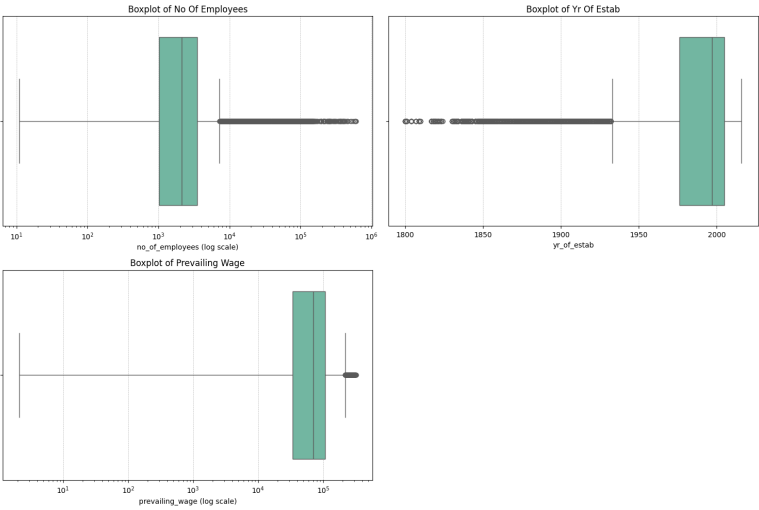 Boxplot of No Of Employees
10¹ 10² 10³ 10⁴ 10⁵ 10⁶
no_of_employees (log scale)
Boxplot of Yr Of Estab
1800 1850 1900 1950 2000
yr_of_estab
Boxplot of Prevailing Wage
10¹ 10² 10³ 10⁴ 10⁵
prevailing_wage (log scale)